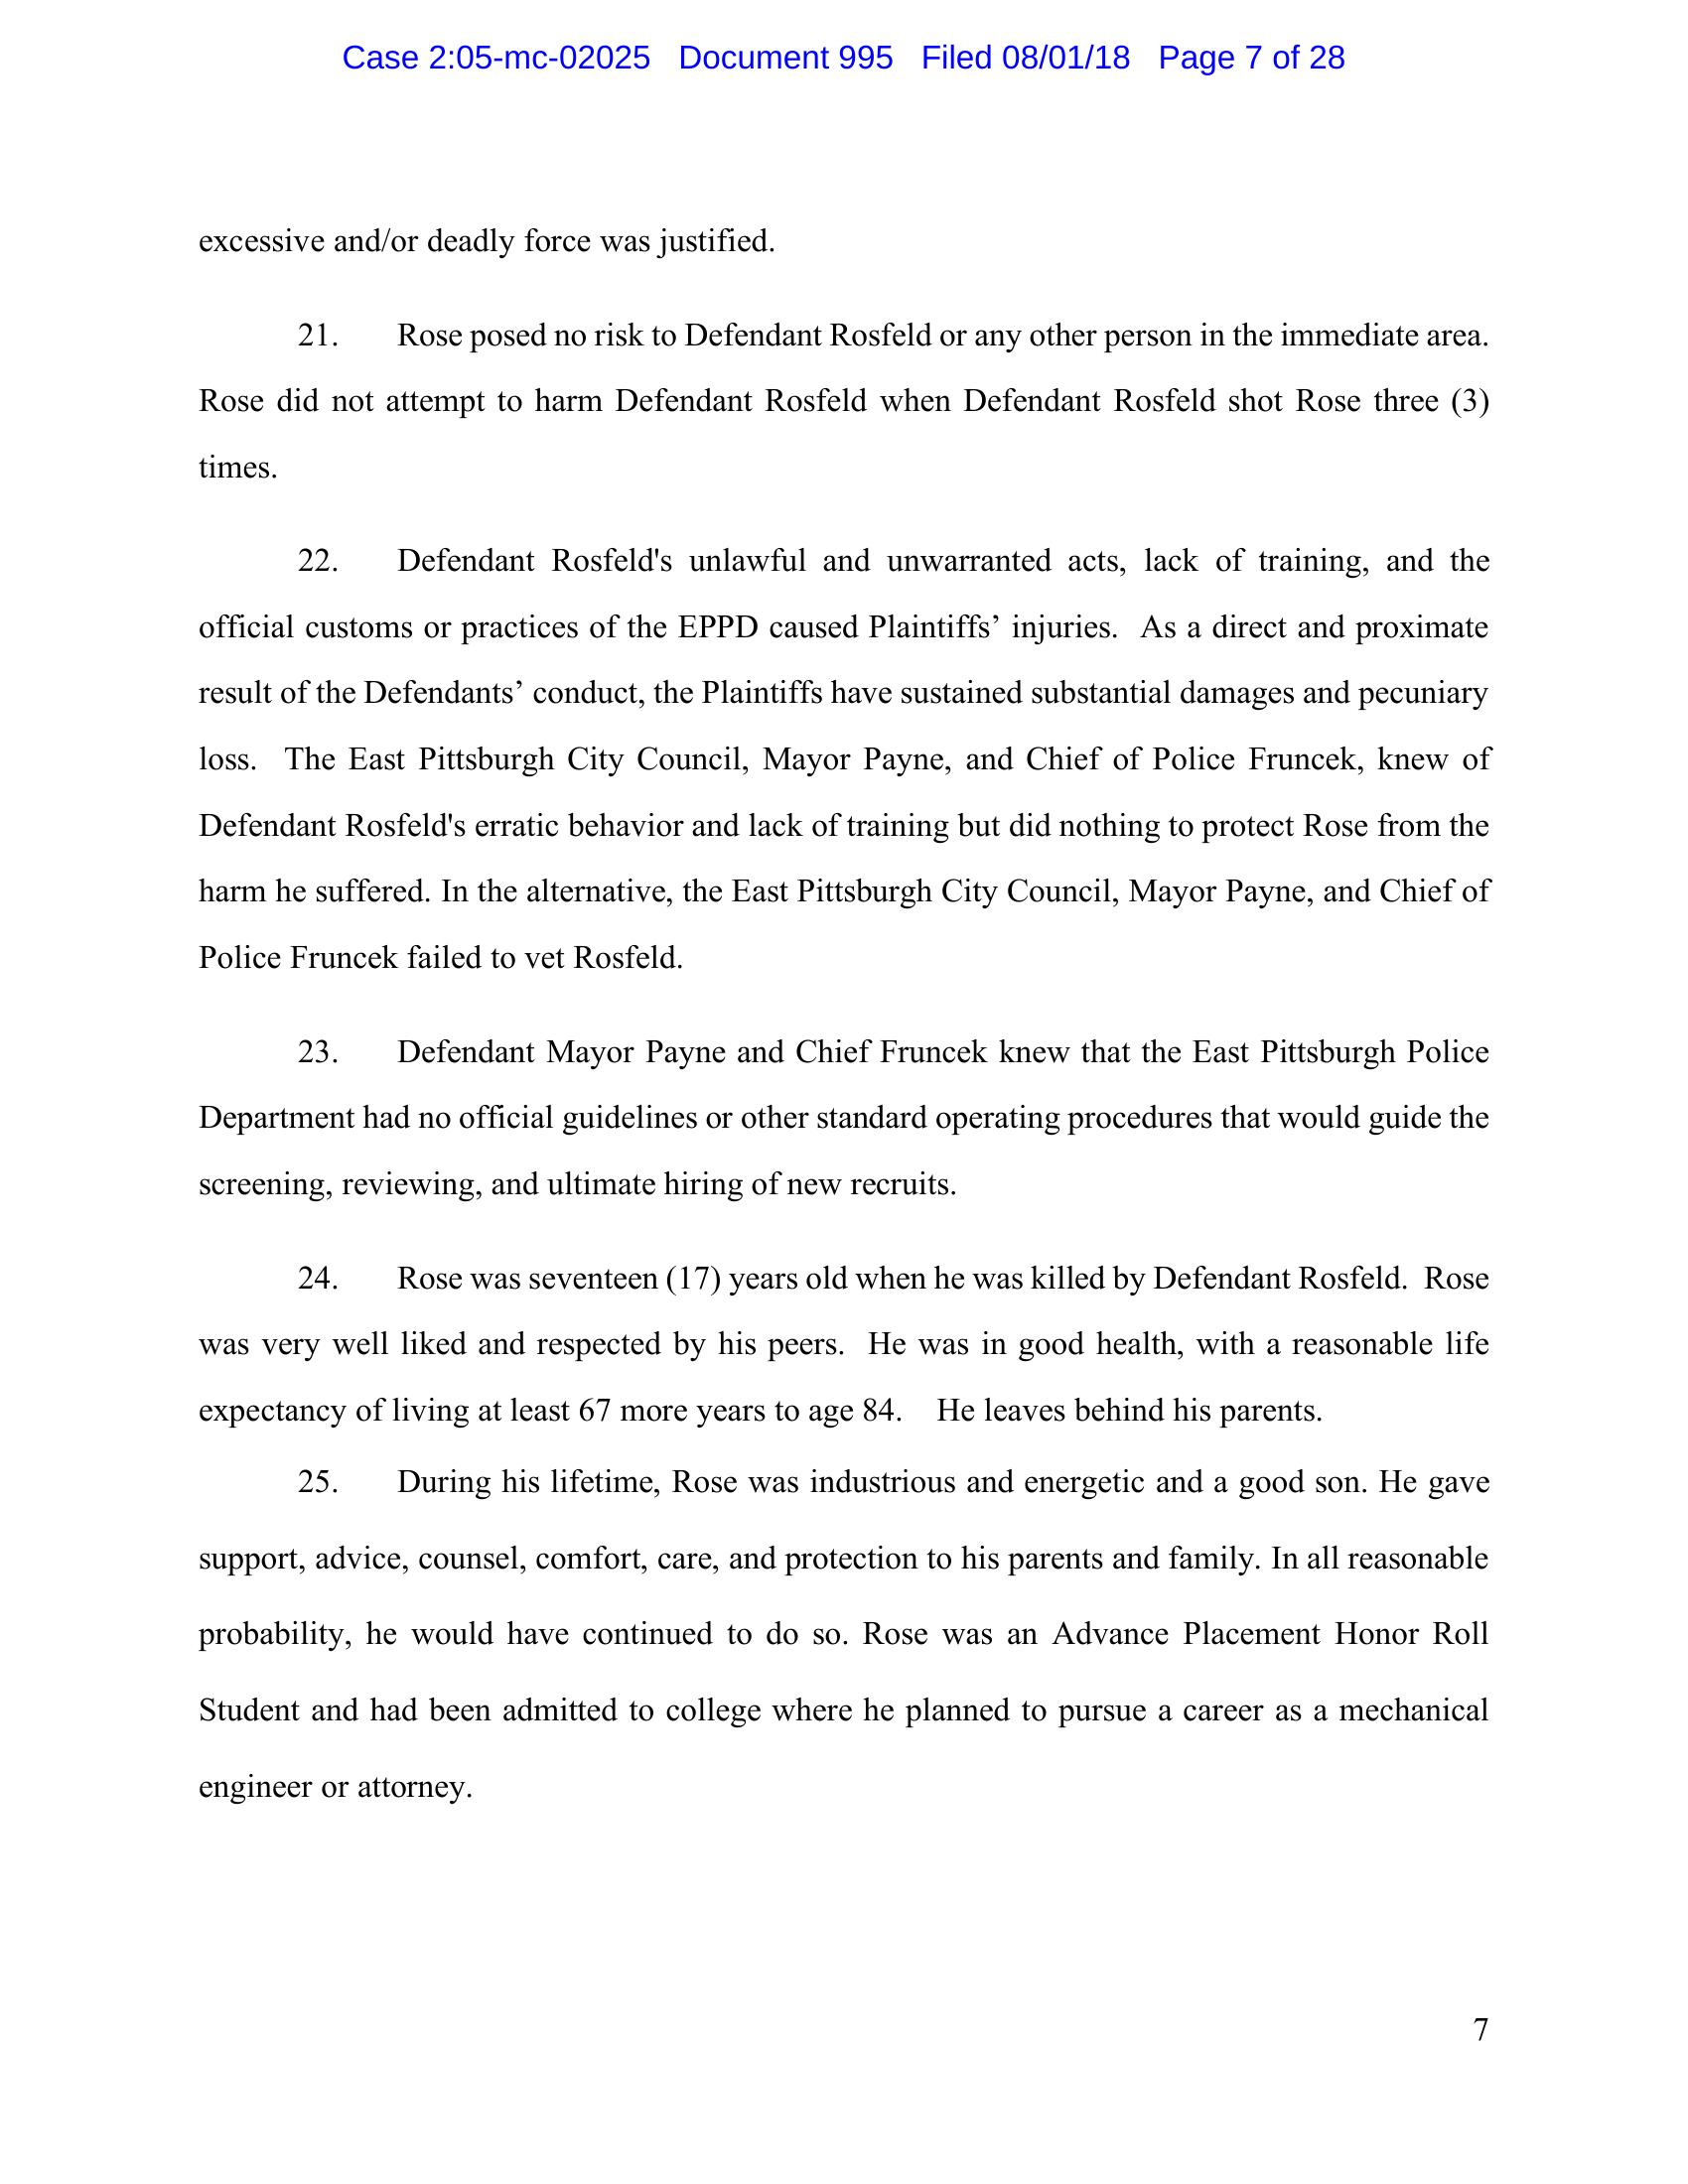 Case 2:05-mc-02025 Document 995 Filed 08/01/18 Page 7 of 28
excessive and/or deadly force was justified.
21. Rose posed no risk to Defendant Rosfeld or any other person in the immediate area.
Rose did not attempt to harm Defendant Rosfeld when Defendant Rosfeld shot Rose three (3)
times.
22. Defendant Rosfeld's unlawful and unwarranted acts, lack of training, and the
official customs or practices of the EPPD caused Plaintiffs’ injuries. As a direct and proximate
result of the Defendants’ conduct, the Plaintiffs have sustained substantial damages and pecuniary
loss. The East Pittsburgh City Council, Mayor Payne, and Chief of Police Fruncek, knew of
Defendant Rosfeld's erratic behavior and lack of training but did nothing to protect Rose from the
harm he suffered. In the alternative, the East Pittsburgh City Council, Mayor Payne, and Chief of
Police Fruncek failed to vet Rosfeld.
23. Defendant Mayor Payne and Chief Fruncek knew that the East Pittsburgh Police
Department had no official guidelines or other standard operating procedures that would guide the
screening, reviewing, and ultimate hiring of new recruits.
24. Rose was seventeen (17) years old when he was killed by Defendant Rosfeld. Rose
was very well liked and respected by his peers. He was in good health, with a reasonable life
expectancy of living at least 67 more years to age 84. He leaves behind his parents.
25. During his lifetime, Rose was industrious and energetic and a good son. He gave
support, advice, counsel, comfort, care, and protection to his parents and family. In all reasonable
probability, he would have continued to do so. Rose was an Advance Placement Honor Roll
Student and had been admitted to college where he planned to pursue a career as a mechanical
engineer or attorney.
7